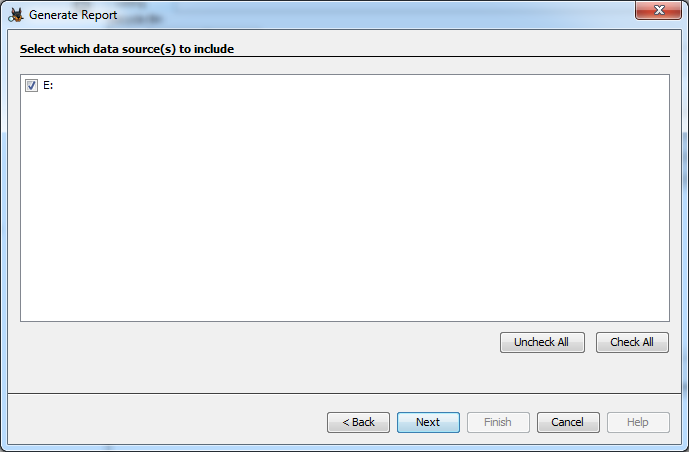 Generate Report
Select which data source(s) to include
E:
Uncheck All Check All
< Back Next Finish Cancel Help